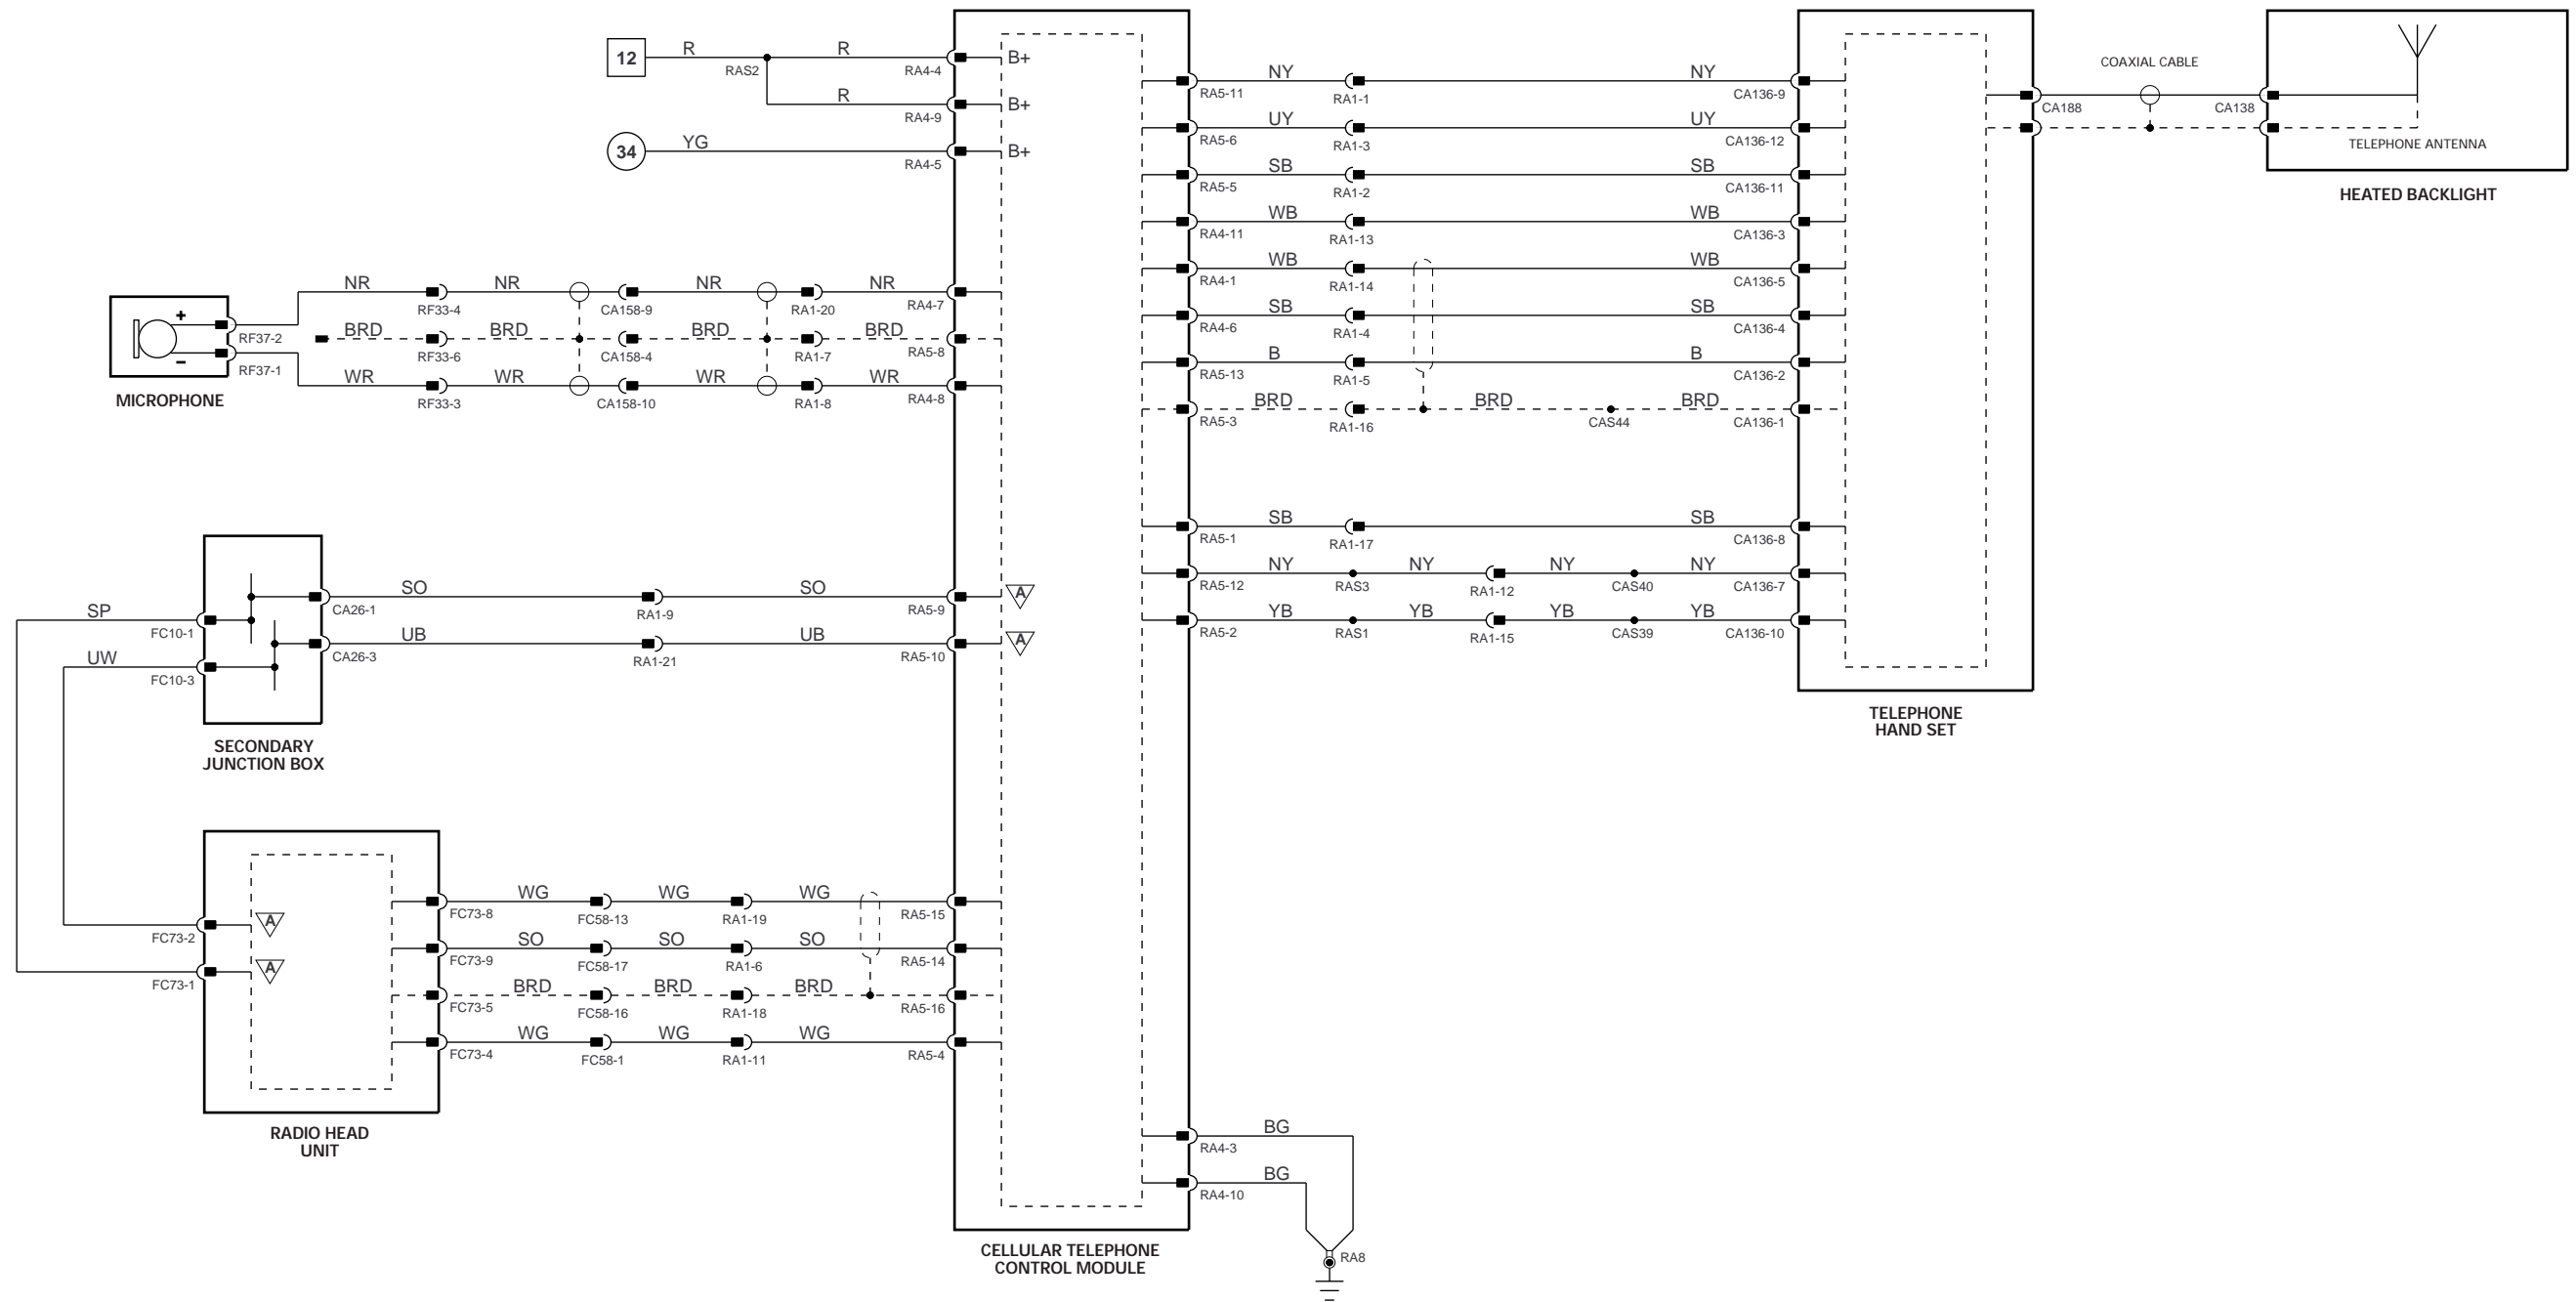 12 R R B+
RAS2 RA4-4
R B+
RA4-9
34 YG B+
RA4-5
NR NR NR NR
RF33-4 CA158-9 RA1-20 RA4-7
+
RF37-2
BRD BRD BRD BRD
RF33-6 CA158-4 RA1-7 RA5-8
–
RF37-1
WR WR WR WR
RF33-3 CA158-10 RA1-8 RA4-8
MICROPHONE
SO SO A
CA26-1 RA1-9 RA5-9
SP
FC10-1
UB UB A
CA26-3 RA1-21 RA5-10
UW
FC10-3
SECONDARY
JUNCTION BOX
WG WG WG
FC73-8 FC58-13 RA1-19 RA5-15
A
FC73-2
SO SO SO
FC73-9 FC58-17 RA1-6 RA5-14
A
FC73-1
BRD BRD BRD
FC73-5 FC58-16 RA1-18 RA5-16
WG WG WG
FC73-4 FC58-1 RA1-11 RA5-4
RADIO HEAD
UNIT
NY NY
RA5-11 RA1-1 CA136-9
UY UY
RA5-6 RA1-3 CA136-12
SB SB
RA5-5 RA1-2 CA136-11
WB WB
RA4-11 RA1-13 CA136-3
WB WB
RA4-1 RA1-14 CA136-5
SB SB
RA4-6 RA1-4 CA136-4
B B
RA5-13 RA1-5 CA136-2
BRD BRD BRD
RA5-3 RA1-16 CAS44 CA136-1
SB SB
RA5-1 RA1-17 CA136-8
NY NY NY NY
RA5-12 RAS3 RA1-12 CAS40 CA136-7
YB YB YB YB
RA5-2 RAS1 RA1-15 CAS39 CA136-10
BG
RA4-3
BG
RA4-10
RA8
CELLULAR TELEPHONE
CONTROL MODULE
TELEPHONE
HAND SET
COAXIAL CABLE
CA188 CA138
TELEPHONE ANTENNA
HEATED BACKLIGHT